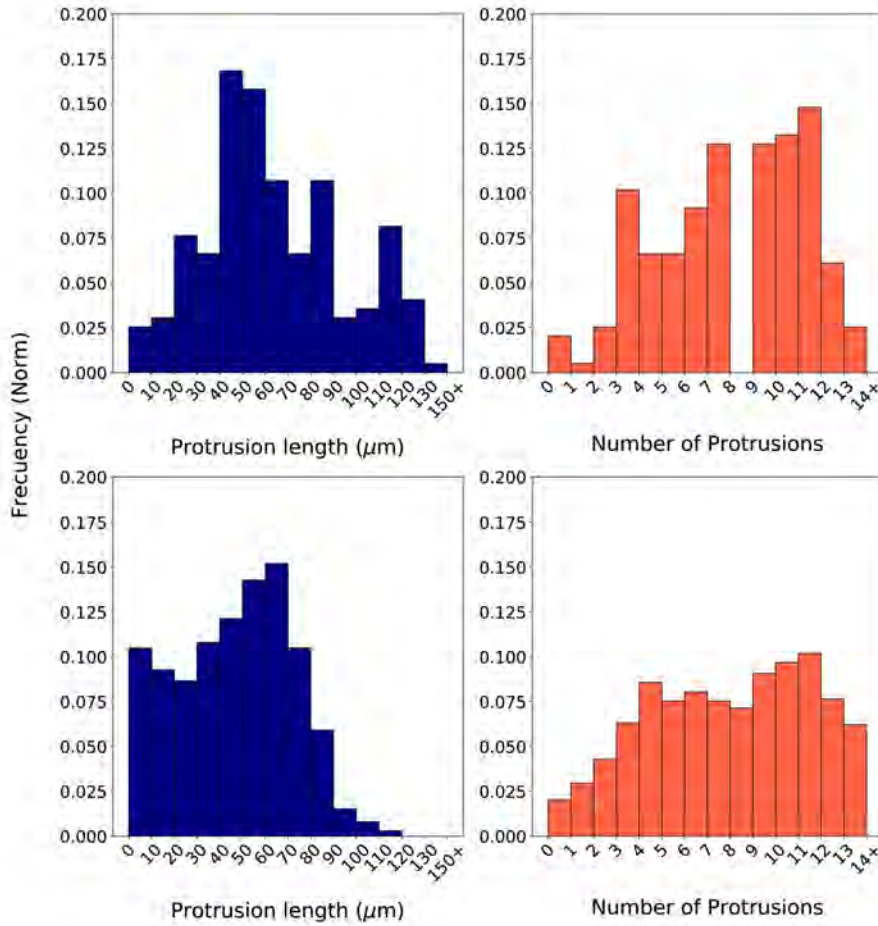 0.200 0.200
0.175 0.175
0.150 0.150
0.125 0.125
0.100 0.100
0.075 0.075
0.050 0.050
0.025 0.025
0.000 0.000
0 10 20 30 40 50 60 70 80 90 100 110 120 130 150+
0 1 2 3 4 5 6 7 8 9 10 11 12 13 14+
Protrusion length (μm) Number of Protrusions
Frecuency (Norm)
0.200 0.200
0.175 0.175
0.150 0.150
0.125 0.125
0.100 0.100
0.075 0.075
0.050 0.050
0.025 0.025
0.000 0.000
0 10 20 30 40 50 60 70 80 90 100 110 120 130 150+
0 1 2 3 4 5 6 7 8 9 10 11 12 13 14+
Protrusion length (μm) Number of Protrusions